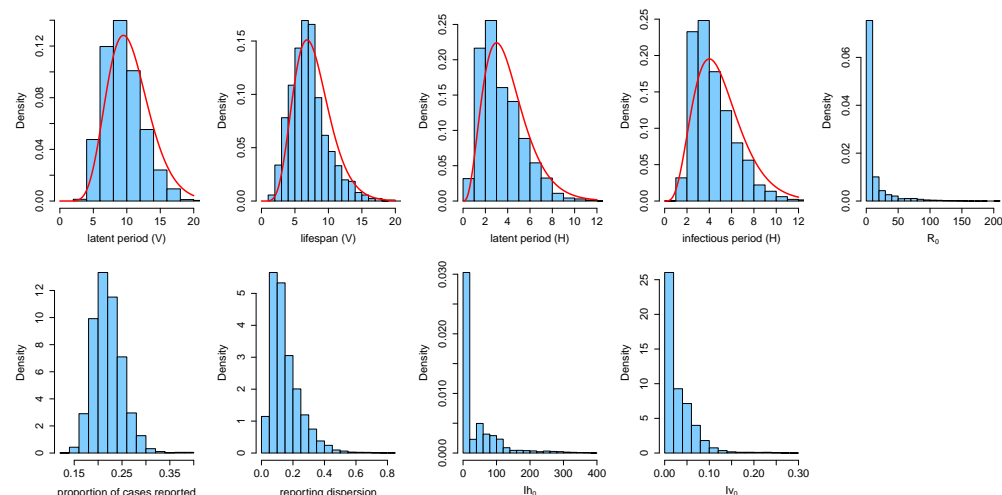 Density
0.00
0.04
0.08
0.12
0 5 10 15 20
latent period (V)
Density
0.00
0.05
0.10
0.15
0 5 10 15 20
lifespan (V)
Density
0.00
0.05
0.10
0.15
0.20
0.25
0 2 4 6 8 10 12
latent period (H)
Density
0.00
0.05
0.10
0.15
0.20
0.25
0 2 4 6 8 10 12
infectious period (H)
Density
0.00
0.02
0.04
0.06
0 50 100 150 200
R₀
Density
0
2
4
6
8
10
12
0.15 0.25 0.35
proportion of cases reported
Density
0
1
2
3
4
5
0.0 0.2 0.4 0.6 0.8
reporting dispersion
Density
0.000
0.010
0.020
0.030
0 100 200 300 400
Ih₀
Density
0
5
10
15
20
25
0.00 0.10 0.20 0.30
Iv₀